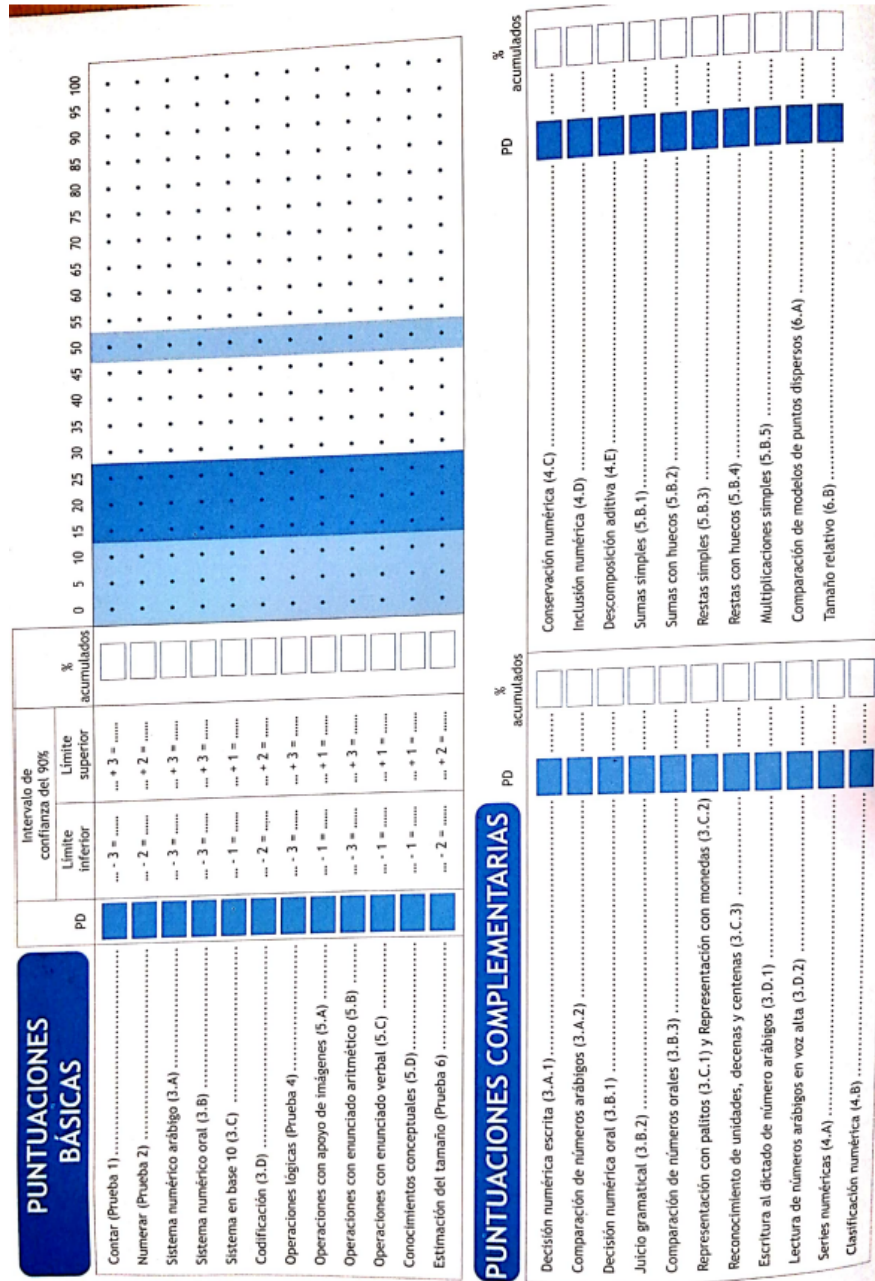 PUNTUACIONES
BÁSICAS
PD
Intervalo de
confianza del 90%
Límite
inferior
Límite
superior
%
acumulados
0 5 10 15 20 25 30 35 40 45 50 55 60 65 70 75 80 85 90 95 100
Contar (Prueba 1) ... - 3 = ...... ... + 3 = ......
Numerar (Prueba 2) ... - 2 = ...... ... + 2 = ......
Sistema numérico arábigo (3.A) ... - 3 = ...... ... + 3 = ......
Sistema numérico oral (3.B) ... - 3 = ...... ... + 3 = ......
Sistema en base 10 (3.C) ... - 1 = ...... ... + 1 = ......
Codificación (3.D) ... - 2 = ...... ... + 2 = ......
Operaciones lógicas (Prueba 4) ... - 3 = ...... ... + 3 = ......
Operaciones con apoyo de imágenes (5.A) ... - 1 = ...... ... + 1 = ......
Operaciones con enunciado aritmético (5.B) ... - 3 = ...... ... + 3 = ......
Operaciones con enunciado verbal (5.C) ... - 1 = ...... ... + 1 = ......
Conocimientos conceptuales (5.D) ... - 1 = ...... ... + 1 = ......
Estimación del tamaño (Prueba 6) ... - 2 = ...... ... + 2 = ......
PUNTUACIONES COMPLEMENTARIAS
PD
%
acumulados
Decisión numérica escrita (3.A.1)
Comparación de números arábigos (3.A.2)
Decisión numérica oral (3.B.1)
Juicio gramatical (3.B.2)
Comparación de números orales (3.B.3)
Representación con palitos (3.C.1) y Representación con monedas (3.C.2)
Reconocimiento de unidades, decenas y centenas (3.C.3)
Escritura al dictado de número arábigos (3.D.1)
Lectura de números arábigos en voz alta (3.D.2)
Series numéricas (4.A)
Clasificación numérica (4.B)
PD
%
acumulados
Conservación numérica (4.C)
Inclusión numérica (4.D)
Descomposición aditiva (4.E)
Sumas simples (5.B.1)
Sumas con huecos (5.B.2)
Restas simples (5.B.3)
Restas con huecos (5.B.4)
Multiplicaciones simples (5.B.5)
Comparación de modelos de puntos dispersos (6.A)
Tamaño relativo (6.B)